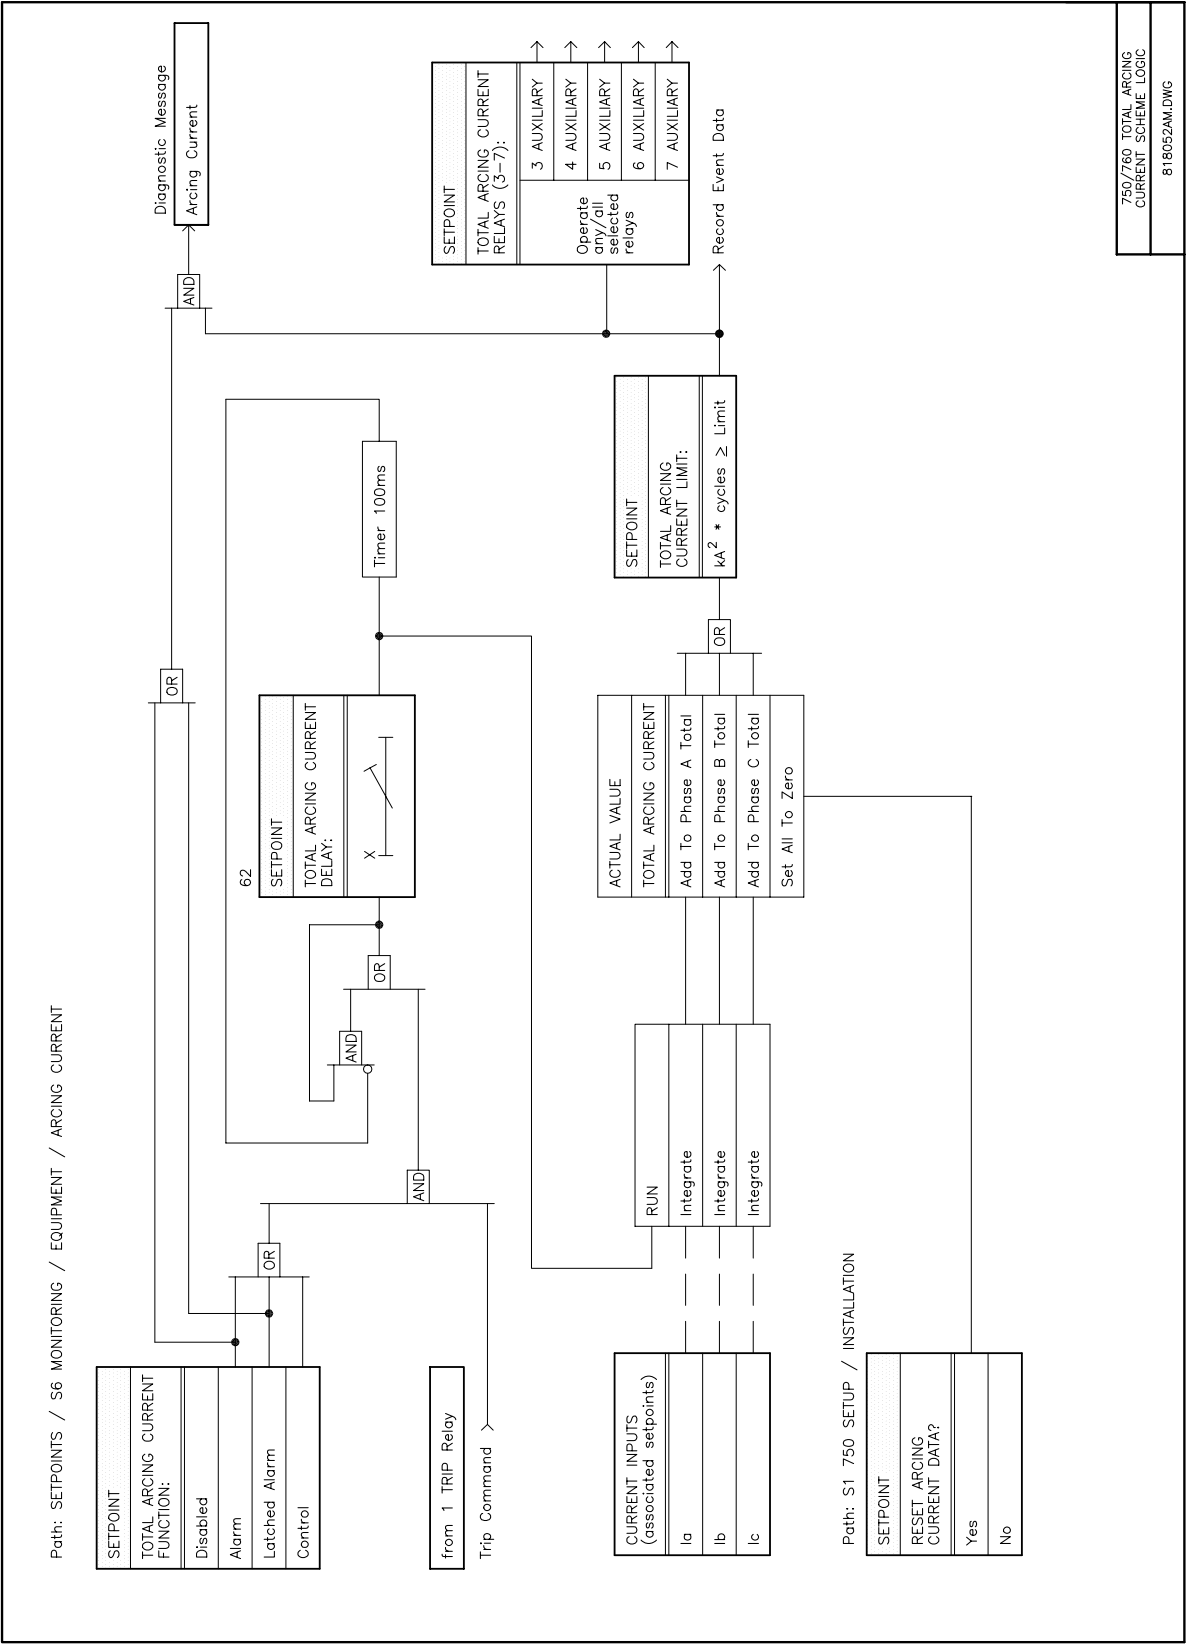 Path: SETPOINTS / S6 MONITORING / EQUIPMENT / ARCING CURRENT
SETPOINT
TOTAL ARCING CURRENT
FUNCTION:
Disabled
Alarm
Latched Alarm
Control
OR
from 1 TRIP Relay
Trip Command
AND
AND
OR
62
SETPOINT
TOTAL ARCING CURRENT
DELAY:
X
Timer 100ms
OR
AND
Diagnostic Message
Arcing Current
SETPOINT
TOTAL ARCING CURRENT
RELAYS (3-7):
Operate
any/all
selected
relays
3 AUXILIARY
4 AUXILIARY
5 AUXILIARY
6 AUXILIARY
7 AUXILIARY
Record Event Data
CURRENT INPUTS
(associated setpoints)
Ia
Ib
Ic
RUN
Integrate
Integrate
Integrate
ACTUAL VALUE
TOTAL ARCING CURRENT
Add To Phase A Total
Add To Phase B Total
Add To Phase C Total
Set All To Zero
OR
SETPOINT
TOTAL ARCING
CURRENT LIMIT:
kA² * cycles ≥ Limit
Path: S1 750 SETUP / INSTALLATION
SETPOINT
RESET ARCING
CURRENT DATA?
Yes
No
750/760 TOTAL ARCING
CURRENT SCHEME LOGIC
818052AM.DWG